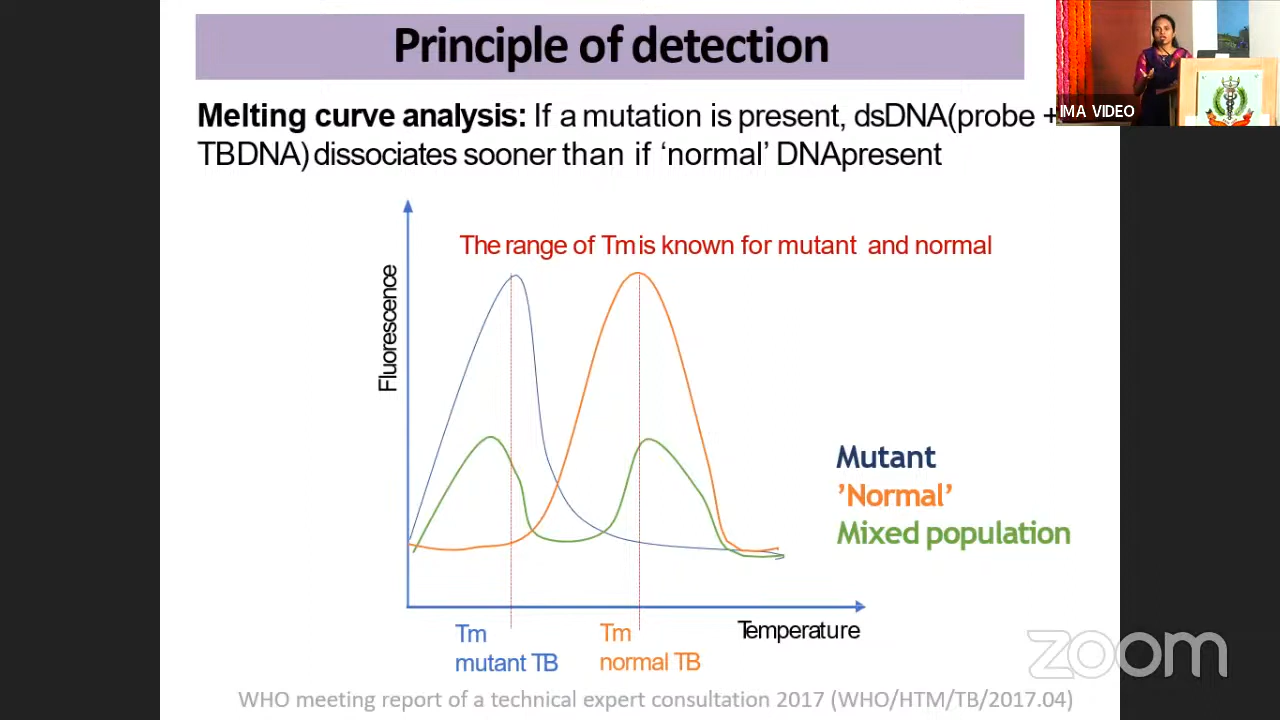 Principle of detection
IMA VIDEO
Melting curve analysis: If a mutation is present, dsDNA(probe +
TBDNA) dissociates sooner than if ‘normal’ DNApresent
The range of Tm is known for mutant and normal
Fluorescence
Mutant
’Normal’
Mixed population
Temperature
Tm
mutant TB
Tm
normal TB
zoom
WHO meeting report of a technical expert consultation 2017 (WHO/HTM/TB/2017.04)